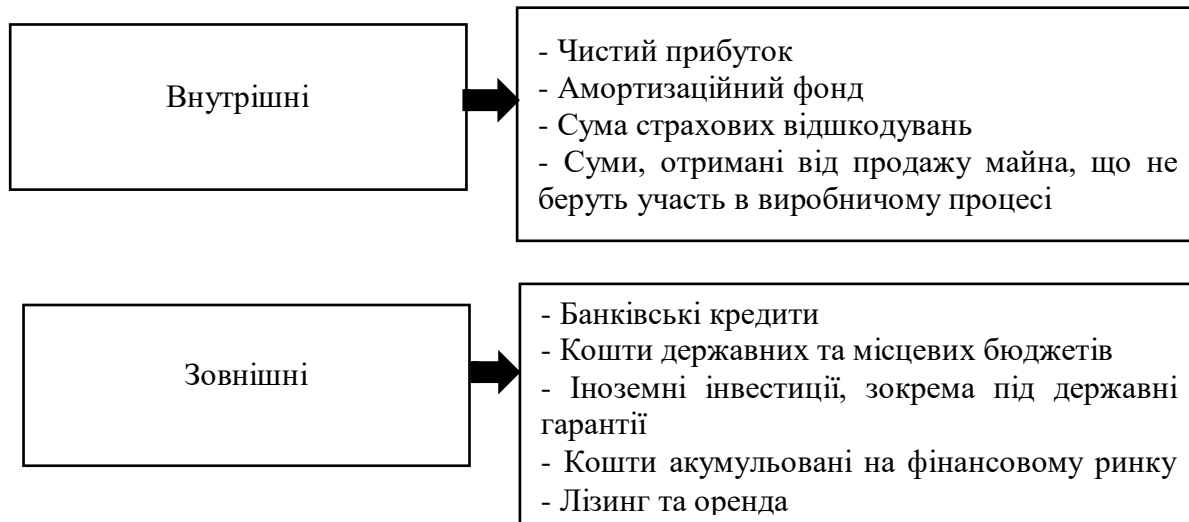 Внутрішні
- Чистий прибуток
- Амортизаційний фонд
- Сума страхових відшкодувань
- Суми, отримані від продажу майна, що не
беруть участь в виробничому процесі
Зовнішні
- Банківські кредити
- Кошти державних та місцевих бюджетів
- Іноземні інвестиції, зокрема під державні
гарантії
- Кошти акумульовані на фінансовому ринку
- Лізинг та оренда